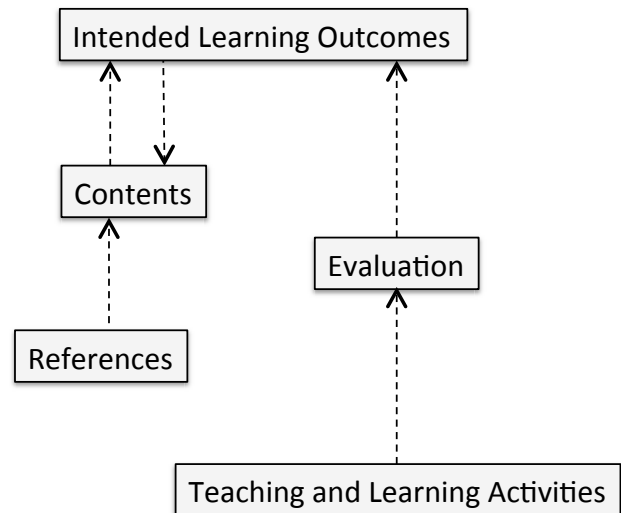 Intended Learning Outcomes
Contents
Evaluation
References
Teaching and Learning Activities